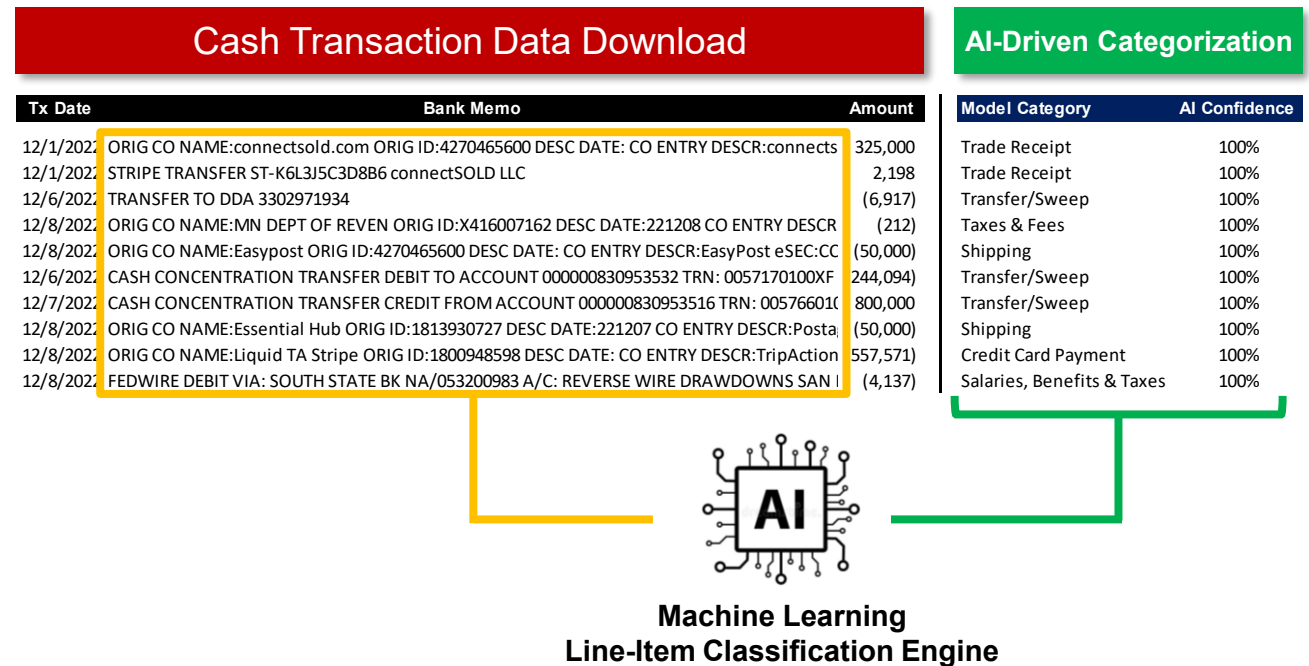 Cash Transaction Data Download AI-Driven Categorization
Tx Date Bank Memo Amount Model Category AI Confidence
12/1/2022 ORIG CO NAME:connectsold.com ORIG ID:4270465600 DESC DATE: CO ENTRY DESCR:connects 325,000 Trade Receipt 100%
12/1/2022 STRIPE TRANSFER ST-K6L3J5C3D8B6 connectSOLD LLC 2,198 Trade Receipt 100%
12/6/2022 TRANSFER TO DDA 3302971934 (6,917) Transfer/Sweep 100%
12/8/2022 ORIG CO NAME:MN DEPT OF REVEN ORIG ID:X416007162 DESC DATE:221208 CO ENTRY DESCR (212) Taxes & Fees 100%
12/8/2022 ORIG CO NAME:Easypost ORIG ID:4270465600 DESC DATE: CO ENTRY DESCR:EasyPost eSEC:CC (50,000) Shipping 100%
12/6/2022 CASH CONCENTRATION TRANSFER DEBIT TO ACCOUNT 000000830953532 TRN: 0057170100XF 244,094) Transfer/Sweep 100%
12/7/2022 CASH CONCENTRATION TRANSFER CREDIT FROM ACCOUNT 000000830953516 TRN: 800,000 Transfer/Sweep 100%
12/8/2022 ORIG CO NAME:Essential Hub ORIG ID:1813930727 DESC DATE:221207 CO ENTRY DESCR:Posta (50,000) Shipping 100%
12/8/2022 ORIG CO NAME:Liquid TA Stripe ORIG ID:1800948598 DESC DATE: CO ENTRY DESCR:TripAction 557,571) Credit Card Payment 100%
12/8/2022 FEDWIRE DEBIT VIA: SOUTH STATE BK NA/053200983 A/C: REVERSE WIRE DRAWDOWNS SAN (4,137) Salaries, Benefits & Taxes 100%
AI
Machine Learning
Line-Item Classification Engine